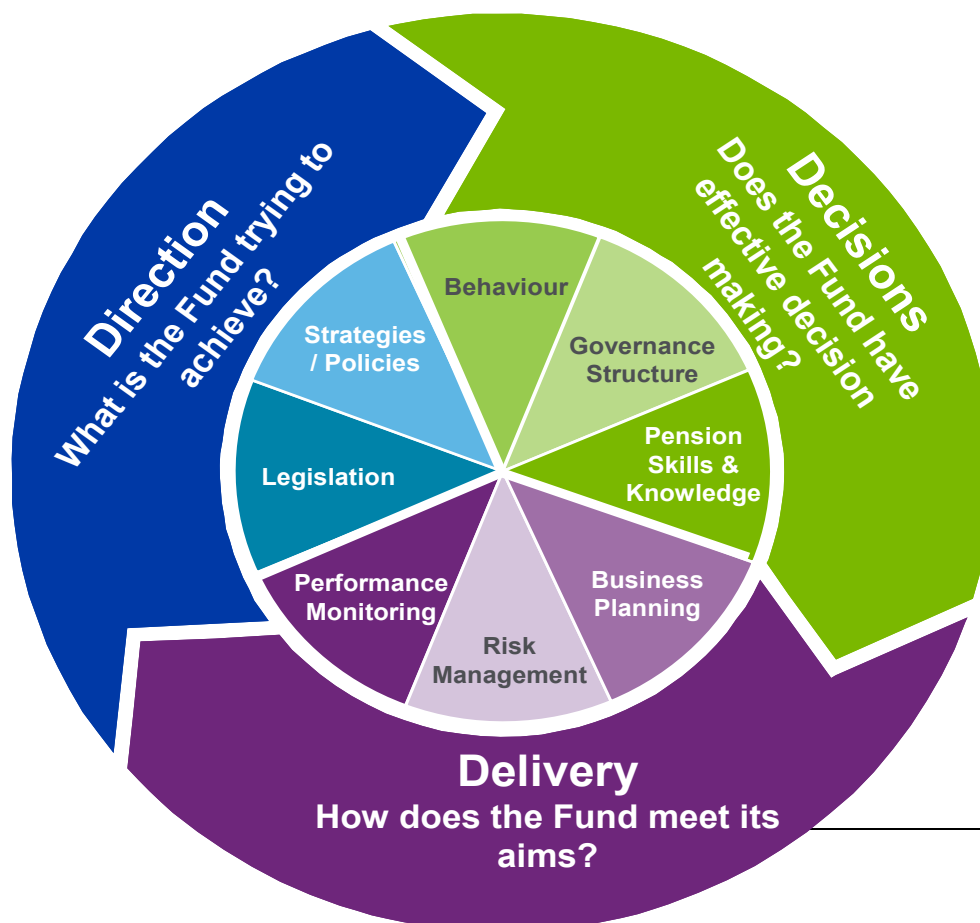 Direction
What is the Fund trying to
achieve?
Decisions
Does the Fund have
effective decision
making?
Behaviour
Governance
Structure
Pension
Skills &
Knowledge
Business
Planning
Risk
Management
Performance
Monitoring
Legislation
Strategies
/ Policies
Delivery
How does the Fund meet its
aims?